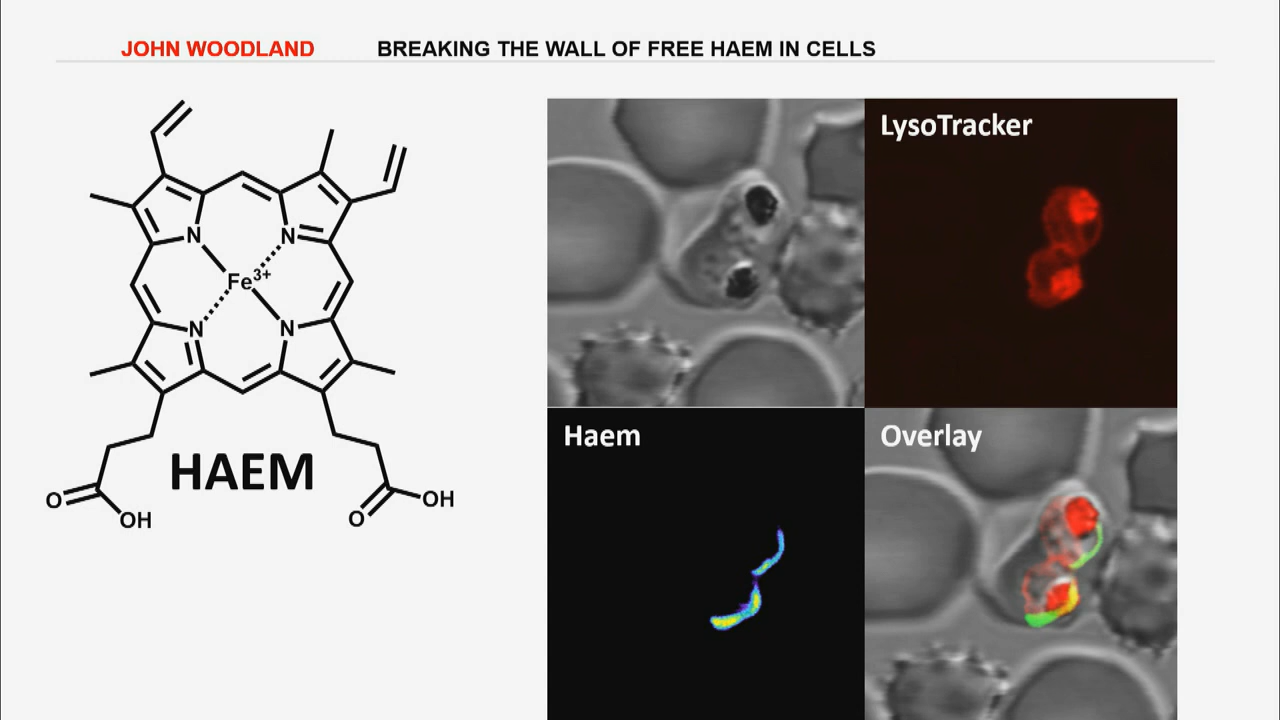 JOHN WOODLAND BREAKING THE WALL OF FREE HAEM IN CELLS
N N
Fe3+
N N
HAEM
O OH
O OH
LysoTracker
Haem
Overlay